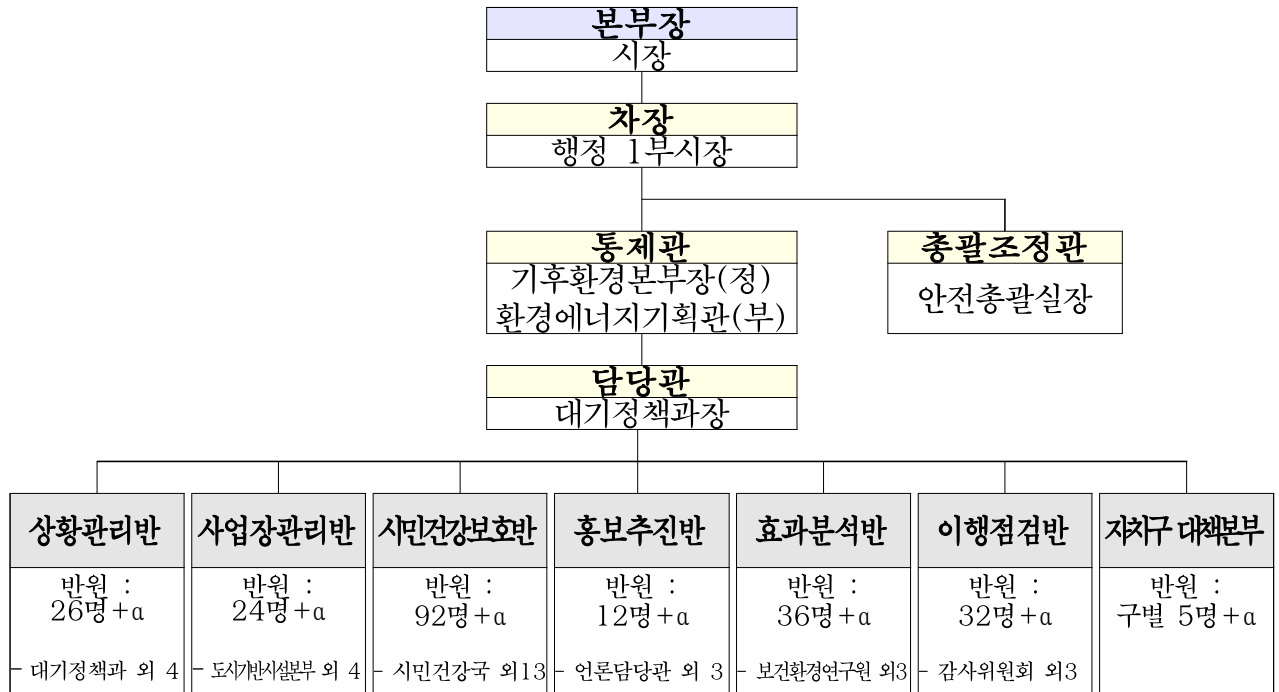 본부장
시장
차장
행정 1부시장
통제관
기후환경본부장(정)
환경에너지기획관(부)
총괄조정관
안전총괄실장
담당관
대기정책과장
상황관리반
반원 :
26명+α
- 대기정책과 외 4
사업장관리반
반원 :
24명+α
- 도시기반시설본부 외 4
시민건강보호반
반원 :
92명+α
- 시민건강국 외13
홍보추진반
반원 :
12명+α
- 언론담당관 외 3
효과분석반
반원 :
36명+α
- 보건환경연구원 외3
이행점검반
반원 :
32명+α
- 감사위원회 외3
자치구 대책본부
반원 :
구별 5명+α